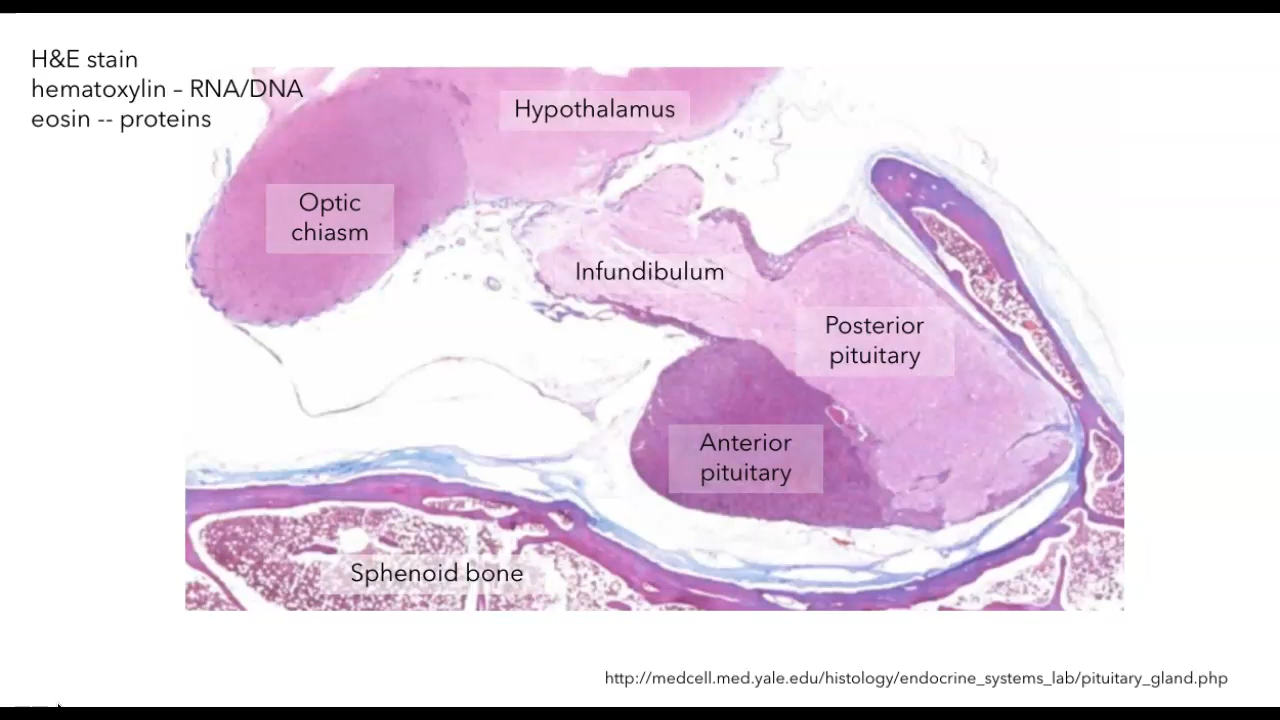 H&E stain
hematoxylin – RNA/DNA
eosin -- proteins
Hypothalamus
Optic
chiasm
Infundibulum
Posterior
pituitary
Anterior
pituitary
Sphenoid bone
http://medcell.med.yale.edu/histology/endocrine_systems_lab/pituitary_gland.php